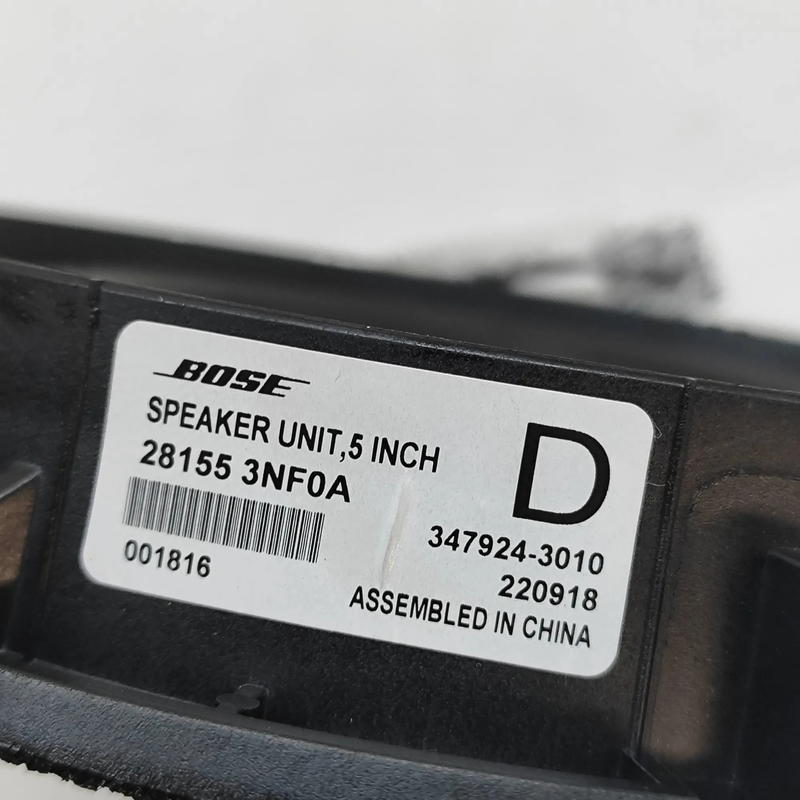 BOSE
SPEAKER UNIT,5 INCH
28155 3NF0A
D
347924-3010
001816
220918
ASSEMBLED IN CHINA